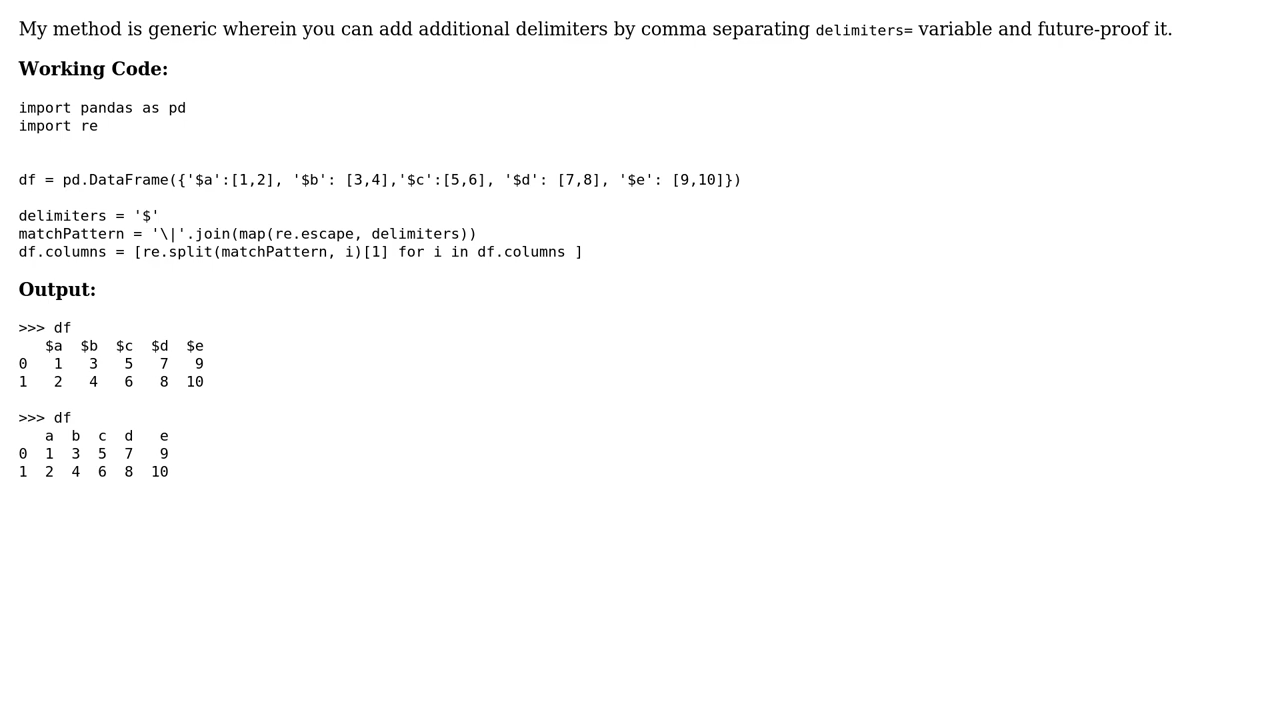 My method is generic wherein you can add additional delimiters by comma separating delimiters= variable and future-proof it.
Working Code:
import pandas as pd
import re
df = pd.DataFrame({'$a':[1,2], '$b': [3,4],'$c':[5,6], '$d': [7,8], '$e': [9,10]})
delimiters = '$'
matchPattern = '\|'.join(map(re.escape, delimiters))
df.columns = [re.split(matchPattern, i)[1] for i in df.columns ]
Output:
>>> df
   $a  $b  $c  $d  $e
0   1   3   5   7   9
1   2   4   6   8  10
>>> df
   a  b  c  d   e
0  1  3  5  7   9
1  2  4  6  8  10